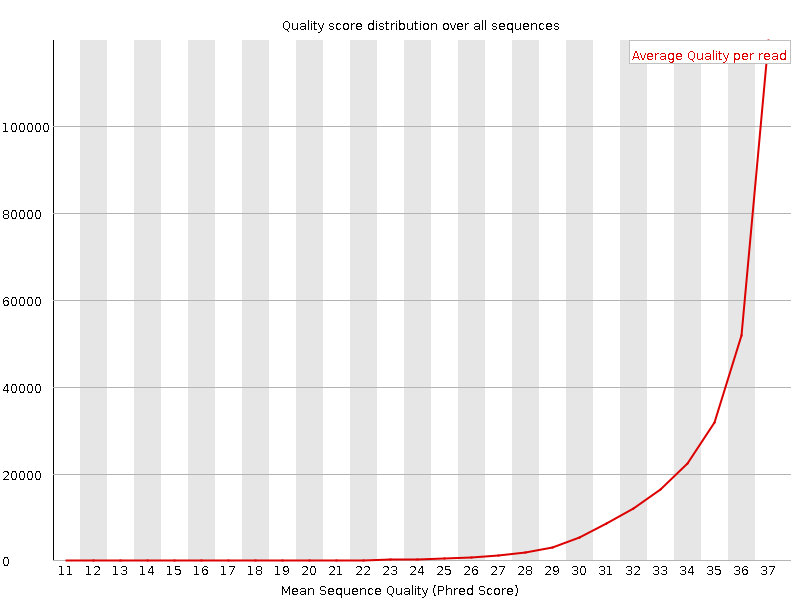 Quality score distribution over all sequences
Average Quality per read
100000
80000
60000
40000
20000
0
11 12 13 14 15 16 17 18 19 20 21 22 23 24 25 26 27 28 29 30 31 32 33 34 35 36 37
Mean Sequence Quality (Phred Score)